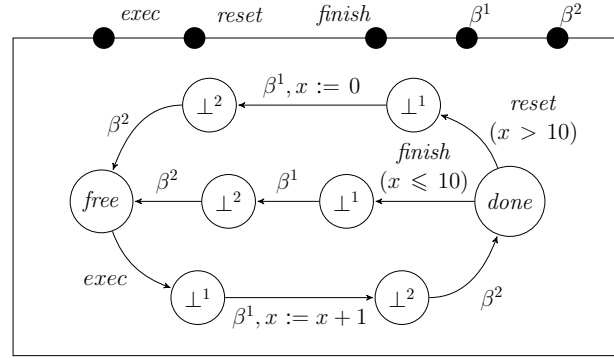 exec reset finish β¹ β²
⊥² β¹, x := 0 ⊥¹ reset
(x > 10)
β²
finish
(x ⩽ 10)
free β² ⊥² β¹ ⊥¹ done
exec
⊥¹ β¹, x := x + 1 ⊥² β²